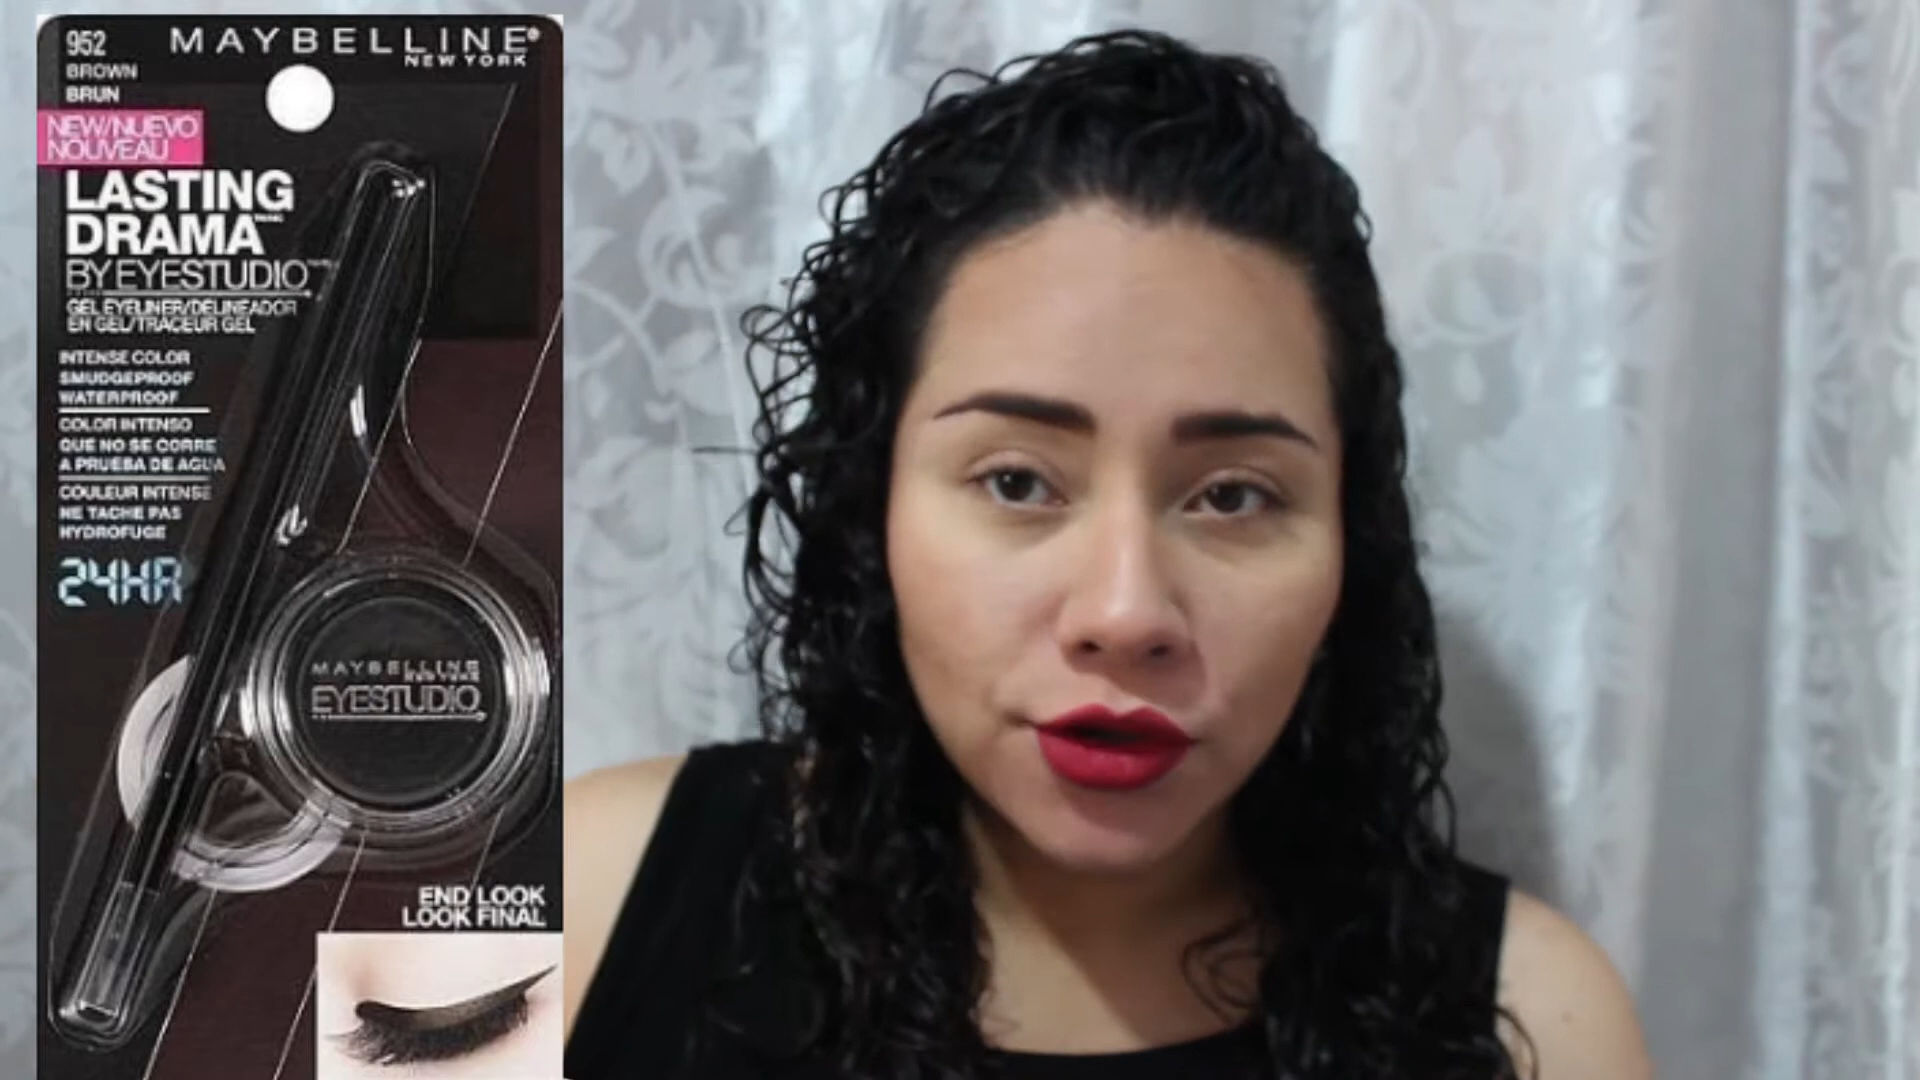 952
MAYBELLINE®
NEW YORK
BROWN
BRUN
NEW/NUEVO
NOUVEAU
LASTING
DRAMA
BY EYESTUDIO
GEL EYELINER/DELINEADOR
EN GEL/TRACEUR GEL
INTENSE COLOR
SMUDGEPROOF
WATERPROOF
COLOR INTENSO
QUE NO SE CORRE
A PRUEBA DE AGUA
COULEUR INTENSE
NE TACHE PAS
HYDROFUGE
24HR
MAYBELLINE
NEW YORK
EYESTUDIO
END LOOK
LOOK FINAL